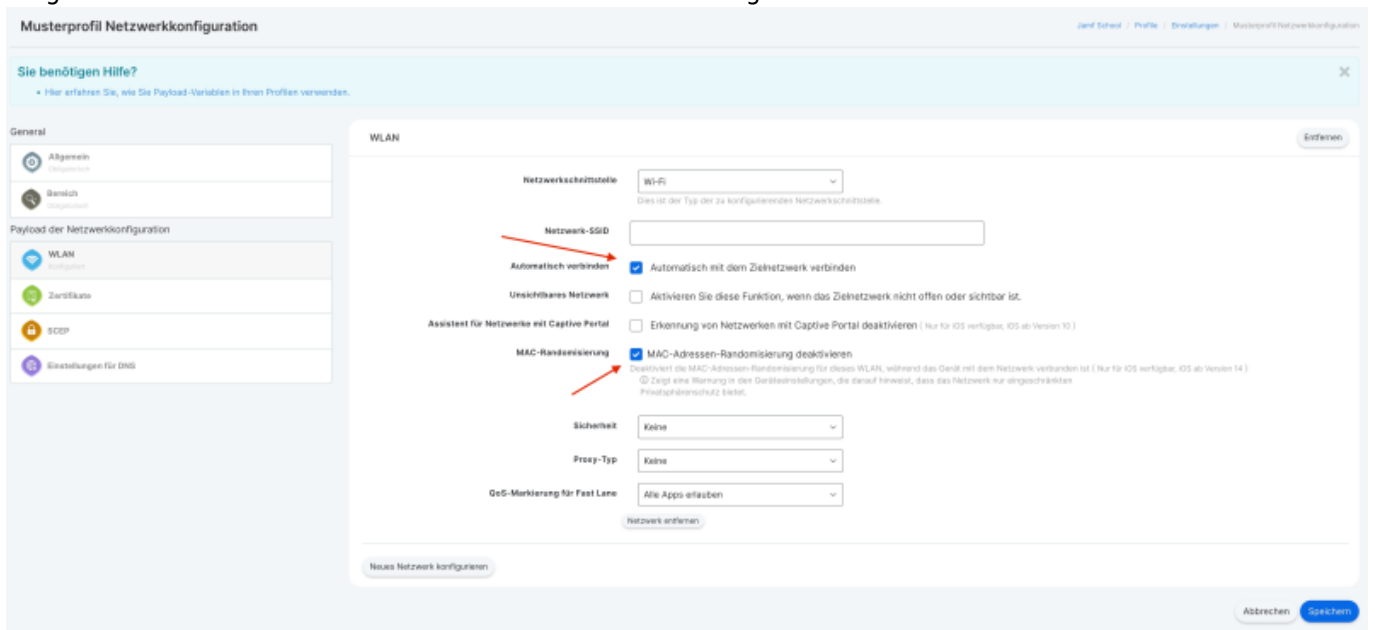 Musterprofil Netzwerkkonfiguration
Jamf School / Profile / Einstellungen / Musterprofil Netzwerkkonfiguration
Sie benötigen Hilfe?
• Hier erfahren Sie, wie Sie Payload-Variablen in Ihren Profilen verwenden.
General
WLAN
Entfernen
Allgemein
Obligatorisch
Bereich
Obligatorisch
Payload der Netzwerkkonfiguration
WLAN
Konfiguriert
Zertifikate
SCEP
Einstellungen für DNS
Netzwerkschnittstelle
Wi-Fi
Dies ist der Typ der zu konfigurierenden Netzwerkschnittstelle.
Netzwerk-SSID
Automatisch verbinden
Automatisch mit dem Zielnetzwerk verbinden
Unsichtbares Netzwerk
Aktivieren Sie diese Funktion, wenn das Zielnetzwerk nicht offen oder sichtbar ist.
Assistent für Netzwerke mit Captive Portal
Erkennung von Netzwerken mit Captive Portal deaktivieren ( Nur für iOS verfügbar, iOS ab Version 10 )
MAC-Randomisierung
MAC-Adressen-Randomisierung deaktivieren
Deaktiviert die MAC-Adressen-Randomisierung für dieses WLAN, während das Gerät mit dem Netzwerk verbunden ist ( Nur für iOS verfügbar, iOS ab Version 14 )
Zeigt eine Warnung in den Geräteeinstellungen, die darauf hinweist, dass das Netzwerk nur eingeschränkten
Privatsphärenschutz bietet.
Sicherheit
Keine
Proxy-Typ
Keine
QoS-Markierung für Fast Lane
Alle Apps erlauben
Netzwerk entfernen
Neues Netzwerk konfigurieren
Abbrechen
Speichern